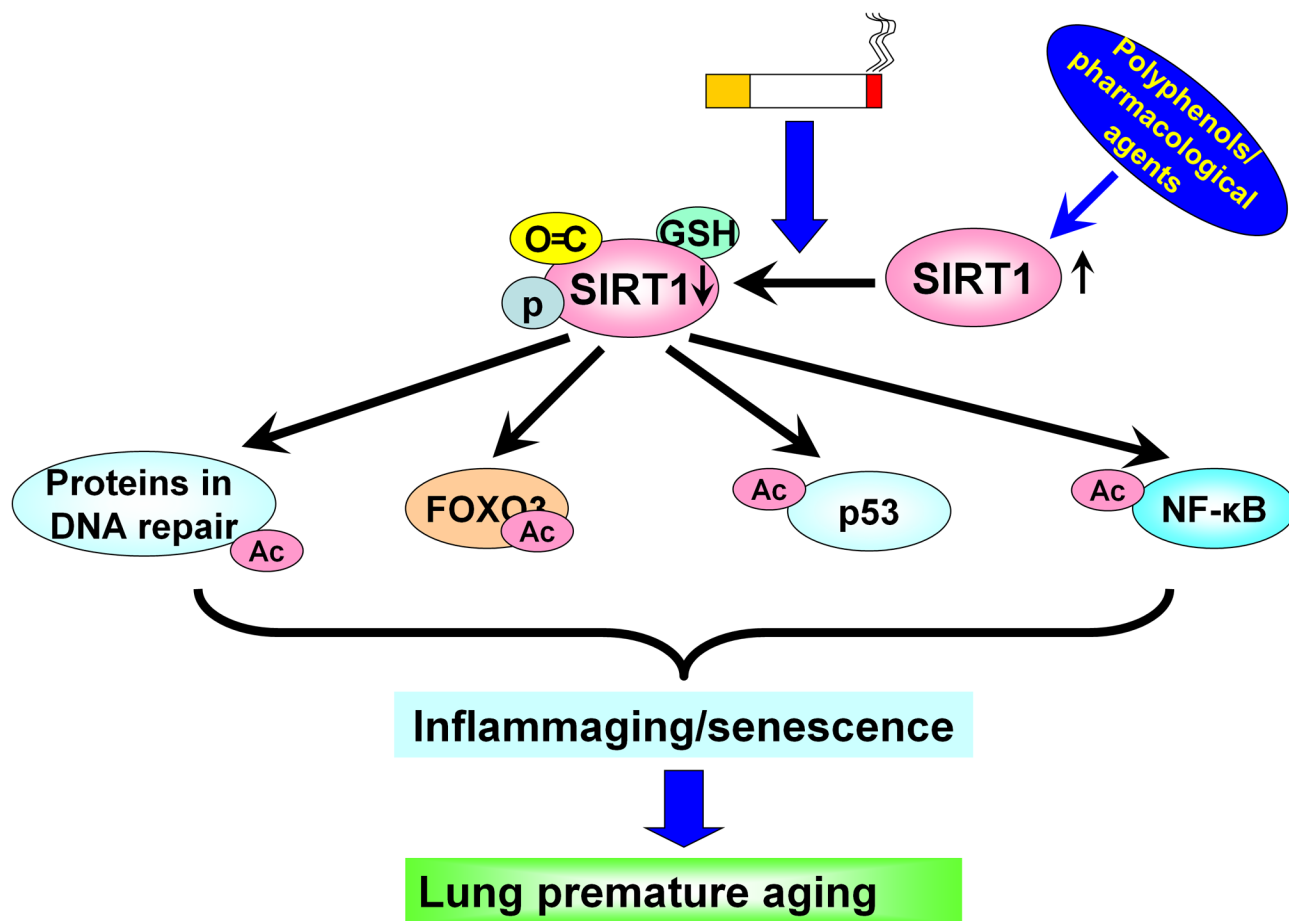 Polyphenols/
pharmacological
agents
O=C
GSH
SIRT1↓
p
SIRT1 ↑
Proteins in
DNA repair
Ac
FOXO3
Ac
Ac
p53
Ac
NF-κB
Inflammaging/senescence
Lung premature aging